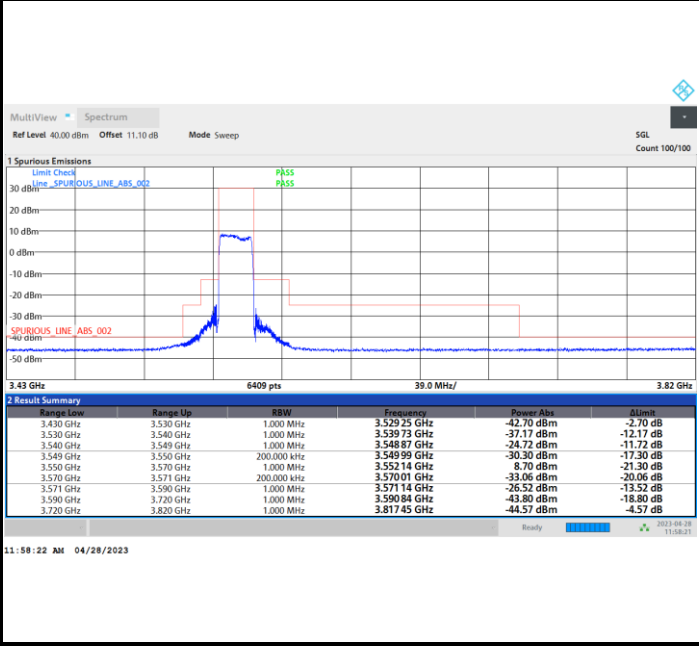 MultiView Spectrum
Ref Level 40.00 dBm Offset 11.10 dB Mode Sweep SGL
Count 100/100
1 Spurious Emissions
Limit Check PASS
Line _SPURIOUS_LINE_ABS_002 PASS
30 dBm
20 dBm
10 dBm
0 dBm
-10 dBm
-20 dBm
-30 dBm
_SPURIOUS_LINE_ABS_002
-40 dBm
-50 dBm
3.43 GHz 6409 pts 39.0 MHz/ 3.82 GHz
2 Result Summary
Range Low Range Up RBW Frequency Power Abs ΔLimit
3.430 GHz 3.530 GHz 1.000 MHz 3.529 25 GHz -42.70 dBm -2.70 dB
3.530 GHz 3.540 GHz 1.000 MHz 3.539 73 GHz -37.17 dBm -12.17 dB
3.540 GHz 3.549 GHz 1.000 MHz 3.548 87 GHz -24.72 dBm -11.72 dB
3.549 GHz 3.550 GHz 200.000 kHz 3.549 99 GHz -30.30 dBm -17.30 dB
3.550 GHz 3.570 GHz 1.000 MHz 3.552 14 GHz 8.70 dBm -21.30 dB
3.570 GHz 3.571 GHz 200.000 kHz 3.570 01 GHz -33.06 dBm -20.06 dB
3.571 GHz 3.590 GHz 1.000 MHz 3.571 14 GHz -26.52 dBm -13.52 dB
3.590 GHz 3.720 GHz 1.000 MHz 3.590 84 GHz -43.80 dBm -18.80 dB
3.720 GHz 3.820 GHz 1.000 MHz 3.817 45 GHz -44.57 dBm -4.57 dB
Ready 2023-04-28
11:58:21
11:58:22 AM 04/28/2023